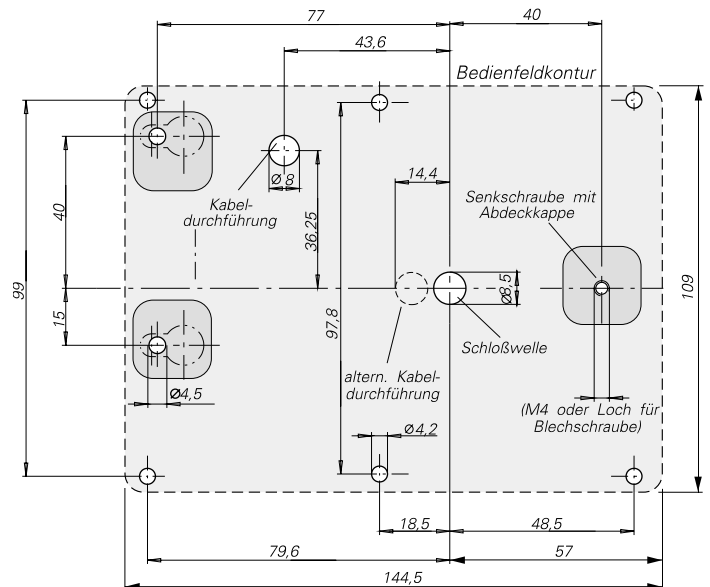 77
40
43,6
Bedienfeldkontur
14,4
ø 8
Kabel-
durchführung
36,25
Senkschraube mit
Abdeckkappe
40
99
15
97,8
ø8,5
109
Schloßwelle
altern. Kabel-
durchführung
ø4,5
(M4 oder Loch für
Blechschraube)
ø4,2
18,5
48,5
79,6
57
144,5